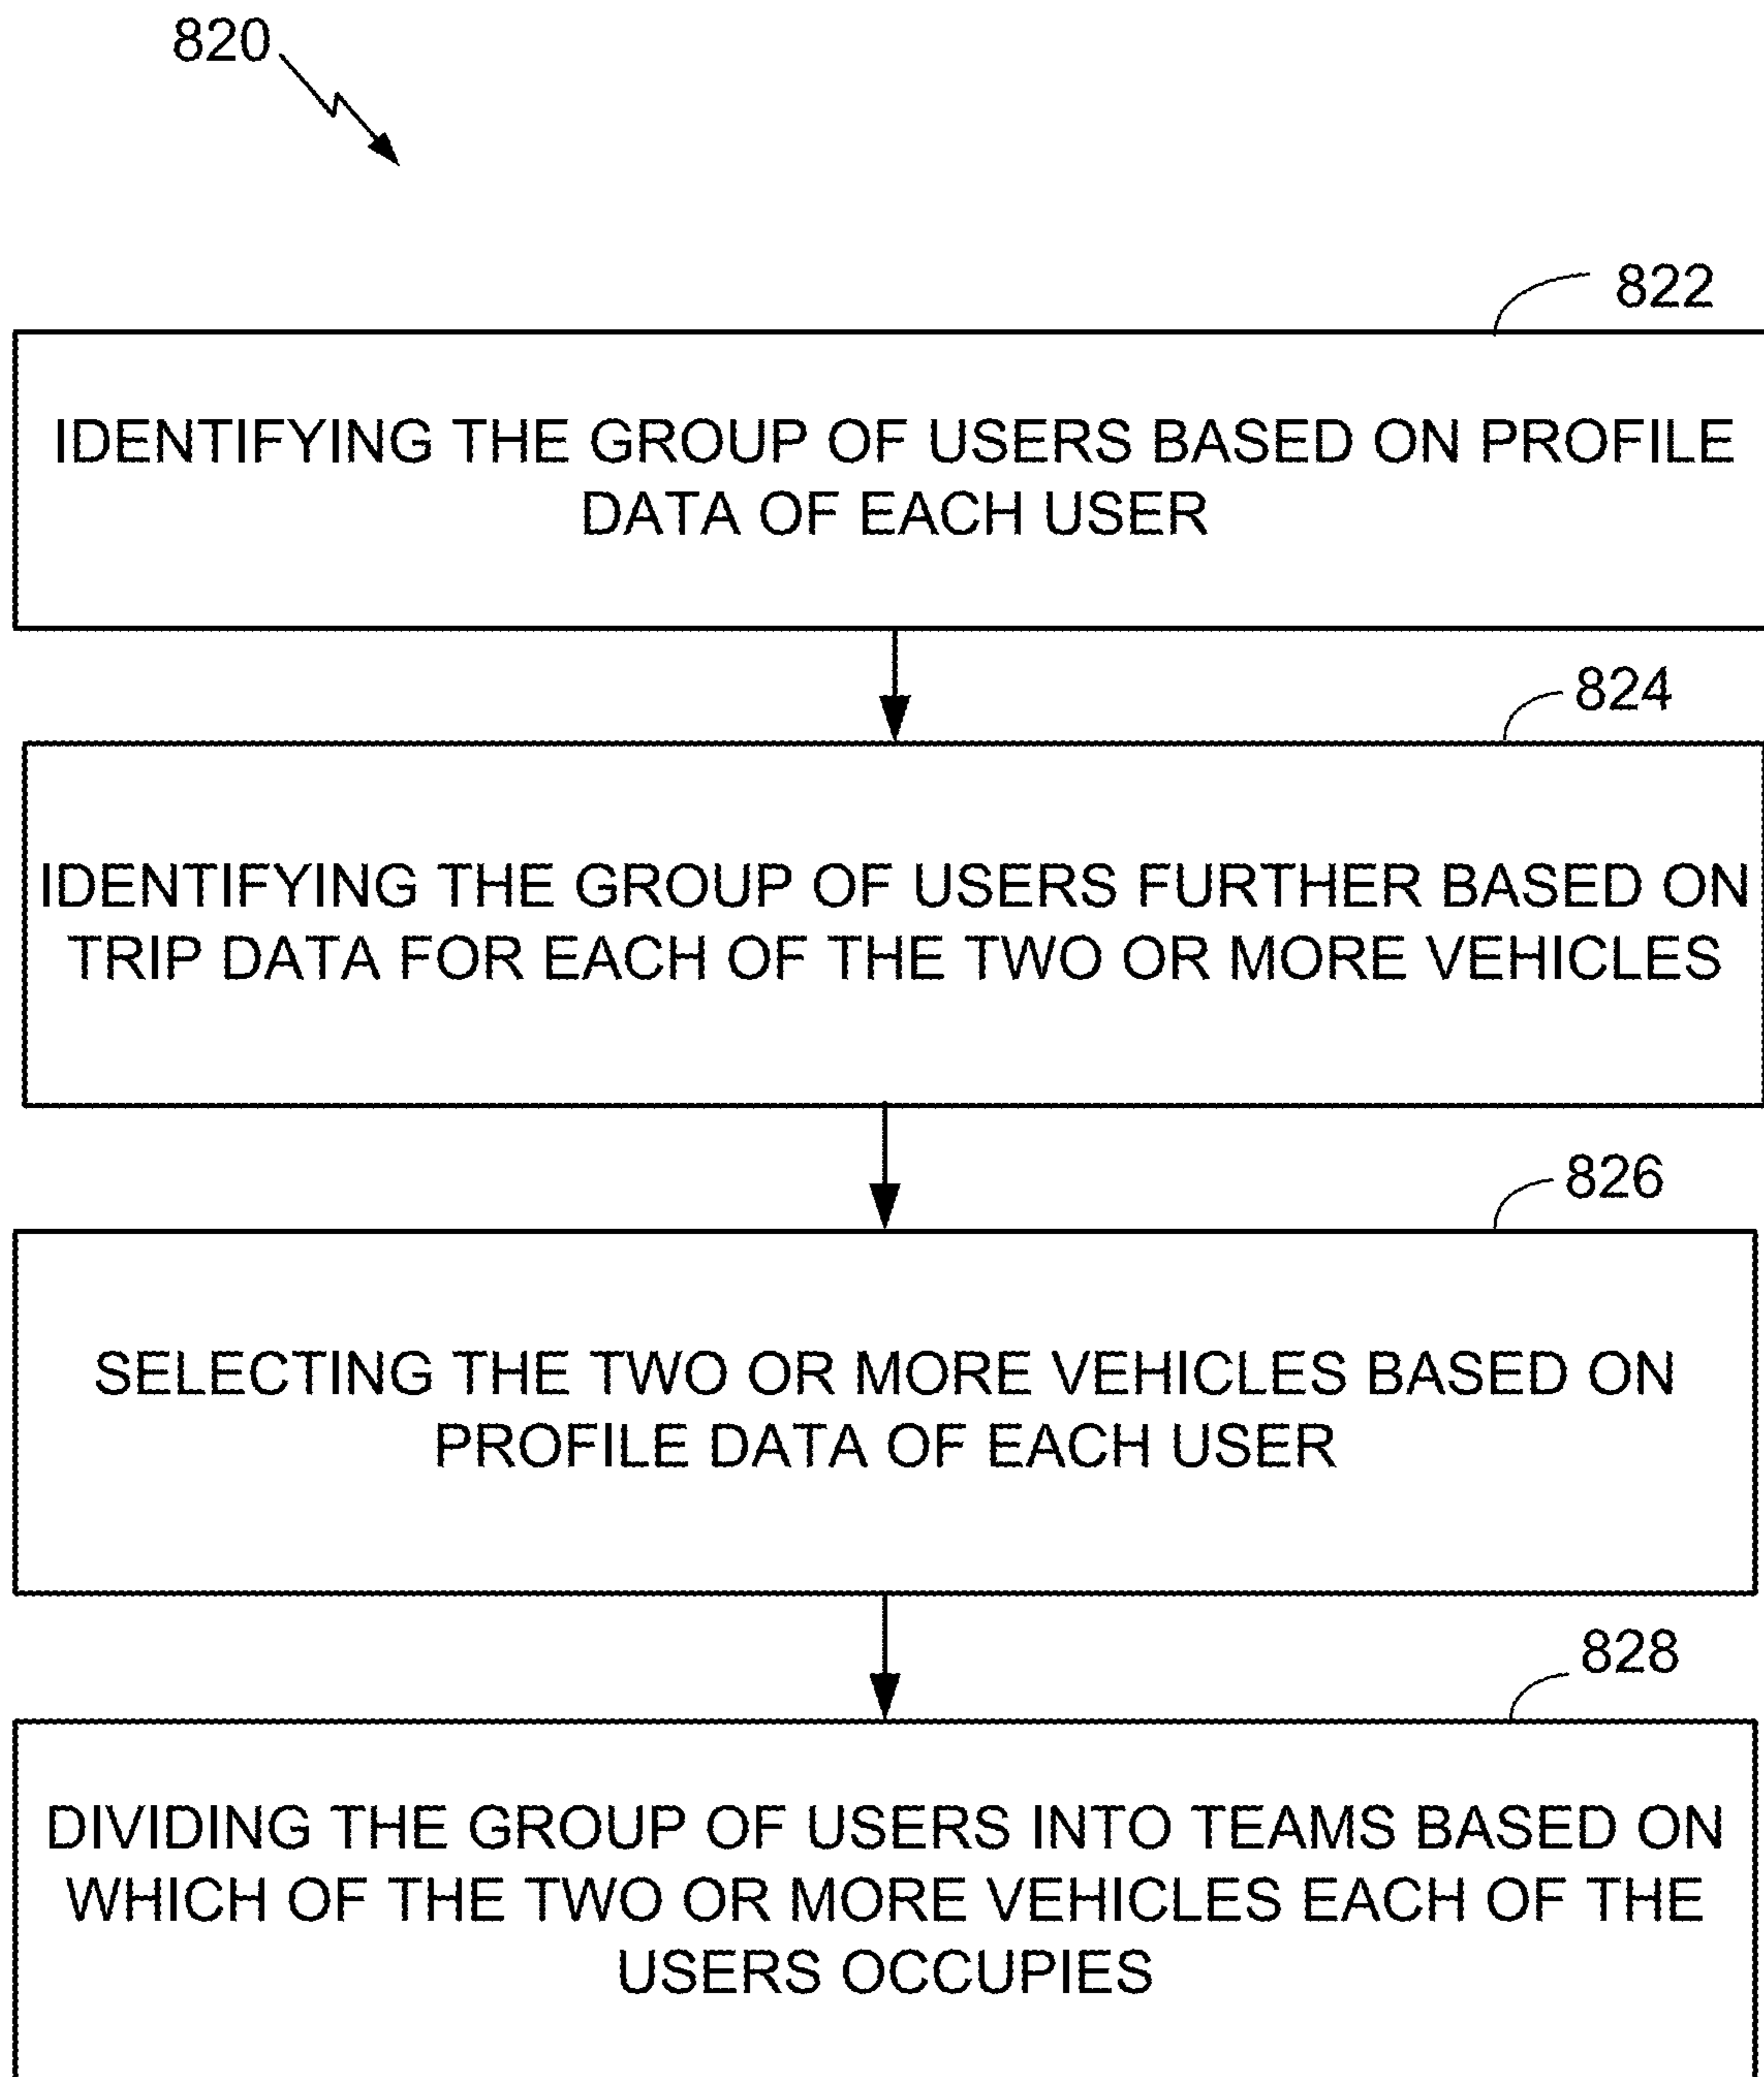 820
822
IDENTIFYING THE GROUP OF USERS BASED ON PROFILE
DATA OF EACH USER
824
IDENTIFYING THE GROUP OF USERS FURTHER BASED ON
TRIP DATA FOR EACH OF THE TWO OR MORE VEHICLES
826
SELECTING THE TWO OR MORE VEHICLES BASED ON
PROFILE DATA OF EACH USER
828
DIVIDING THE GROUP OF USERS INTO TEAMS BASED ON
WHICH OF THE TWO OR MORE VEHICLES EACH OF THE
USERS OCCUPIES